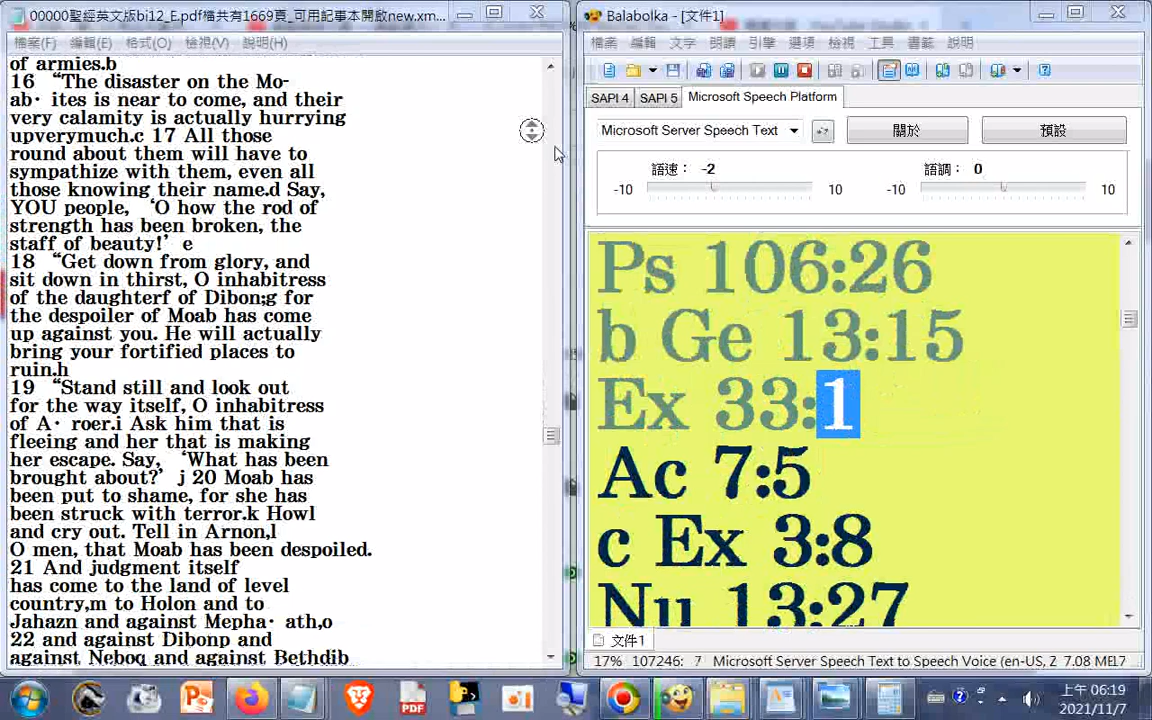 00000聖經英文版bi12_E.pdf檔共有1669頁_可用記事本開啟new.xm...
檔案(F) 編輯(E) 格式(O) 檢視(V) 說明(H)
of armies.b
16 “The disaster on the Mo-
ab· ites is near to come, and their
very calamity is actually hurrying
upverymuch.c 17 All those
round about them will have to
sympathize with them, even all
those knowing their name.d Say,
YOU people, ‘O how the rod of
strength has been broken, the
staff of beauty!’ e
18 “Get down from glory, and
sit down in thirst, O inhabitress
of the daughterf of Dibon;g for
the despoiler of Moab has come
up against you. He will actually
bring your fortified places to
ruin.h
19 “Stand still and look out
for the way itself, O inhabitress
of A· roer.i Ask him that is
fleeing and her that is making
her escape. Say, ‘What has been
brought about?’ j 20 Moab has
been put to shame, for she has
been struck with terror.k Howl
and cry out. Tell in Arnon,l
O men, that Moab has been despoiled.
21 And judgment itself
has come to the land of level
country,m to Holon and to
Jahazn and against Mepha· ath,o
22 and against Dibonp and
against Neboq and against Bethdib
Balabolka - [文件1]
檔案 編輯 文字 朗讀 引擎 選項 檢視 工具 書籤 說明
SAPI 4 SAPI 5 Microsoft Speech Platform
Microsoft Server Speech Text 關於 預設
語速： -2 語調： 0
-10 10 -10 10
Ps 106:26
b Ge 13:15
Ex 33:1
Ac 7:5
c Ex 3:8
Nu 13:27
文件1
17% 107246: 7 Microsoft Server Speech Text to Speech Voice (en-US, Z 7.08 MB
上午 06:19
2021/11/7